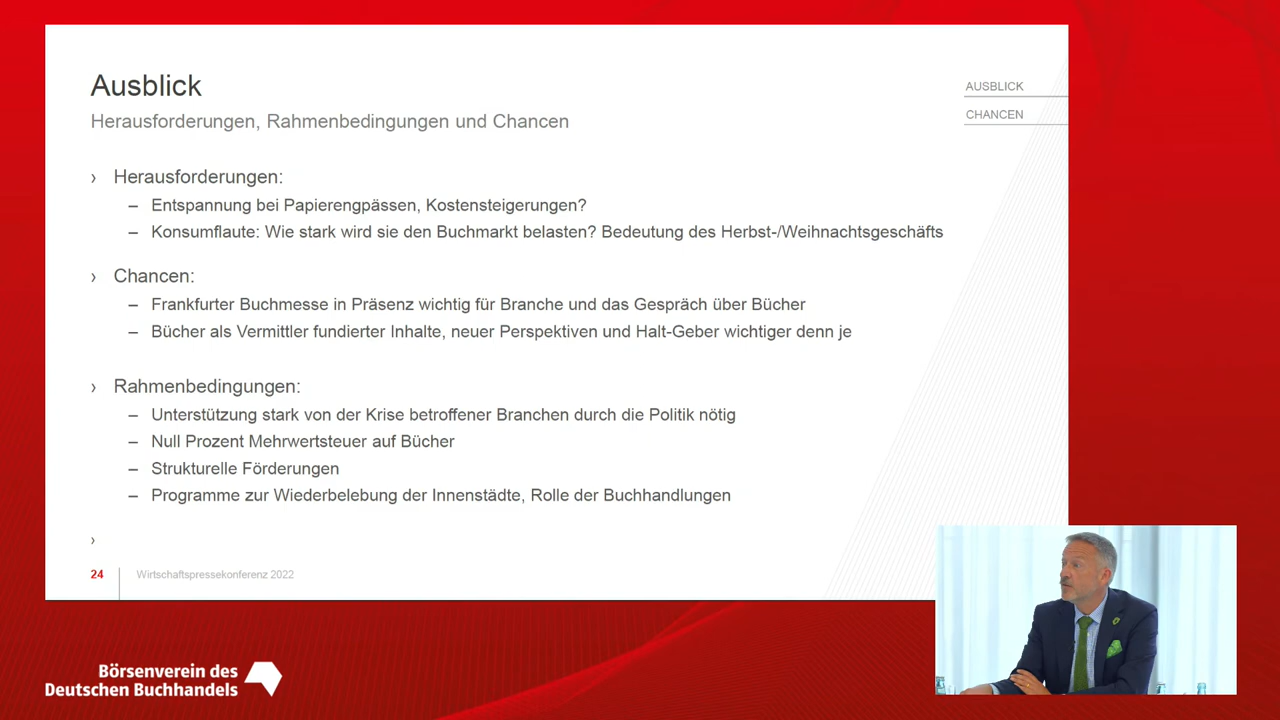 Ausblick
Herausforderungen, Rahmenbedingungen und Chancen
AUSBLICK
CHANCEN
› Herausforderungen:
– Entspannung bei Papierengpässen, Kostensteigerungen?
– Konsumflaute: Wie stark wird sie den Buchmarkt belasten? Bedeutung des Herbst-/Weihnachtsgeschäfts
› Chancen:
– Frankfurter Buchmesse in Präsenz wichtig für Branche und das Gespräch über Bücher
– Bücher als Vermittler fundierter Inhalte, neuer Perspektiven und Halt-Geber wichtiger denn je
› Rahmenbedingungen:
– Unterstützung stark von der Krise betroffener Branchen durch die Politik nötig
– Null Prozent Mehrwertsteuer auf Bücher
– Strukturelle Förderungen
– Programme zur Wiederbelebung der Innenstädte, Rolle der Buchhandlungen
›
24 Wirtschaftspressekonferenz 2022
Börsenverein des
Deutschen Buchhandels